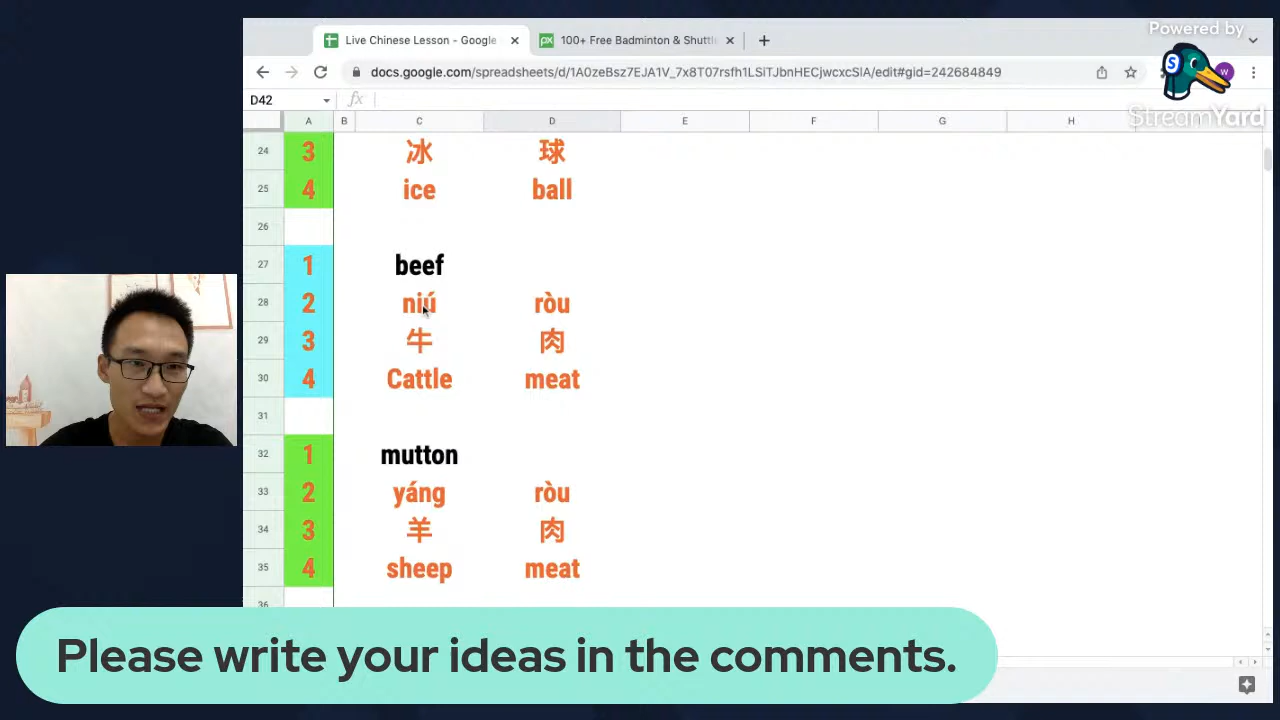 Powered by
StreamYard
Live Chinese Lesson - Google
100+ Free Badminton & Shuttl
docs.google.com/spreadsheets/d/1A0zeBsz7EJA1V_7x8T07rsfh1LSiTJbnHECjwcxcSlA/edit#gid=242684849
D42
fx
A B C D E F G H
24 3 冰 球
25 4 ice ball
26
27 1 beef
28 2 niú ròu
29 3 牛 肉
30 4 Cattle meat
31
32 1 mutton
33 2 yáng ròu
34 3 羊 肉
35 4 sheep meat
36
Please write your ideas in the comments.